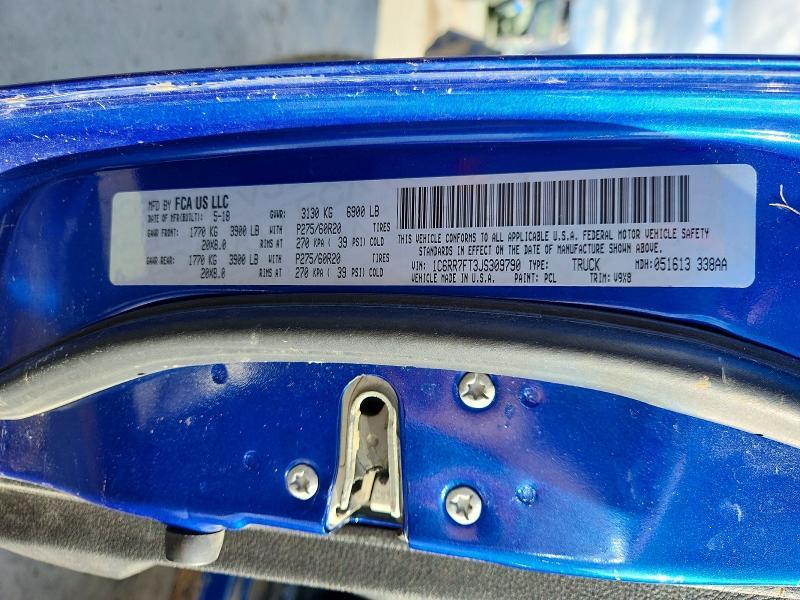 MFD BY FCA US LLC
DATE OF MFR(BUILT): 5-18 GVWR: 3130 KG 6900 LB
GAWR FRONT: 1770 KG 3900 LB WITH P275/60R20 TIRES
20X8.0 RIMS AT 270 KPA ( 39 PSI) COLD
GAWR REAR: 1770 KG 3900 LB WITH P275/60R20 TIRES
20X8.0 RIMS AT 270 KPA ( 39 PSI) COLD
THIS VEHICLE CONFORMS TO ALL APPLICABLE U.S.A. FEDERAL MOTOR VEHICLE SAFETY
STANDARDS IN EFFECT ON THE DATE OF MANUFACTURE SHOWN ABOVE.
VIN: 1C6RR7FT3JS309790 TYPE: TRUCK MDH: 051613 338AA
VEHICLE MADE IN U.S.A. PAINT: PCL TRIM: V9X8